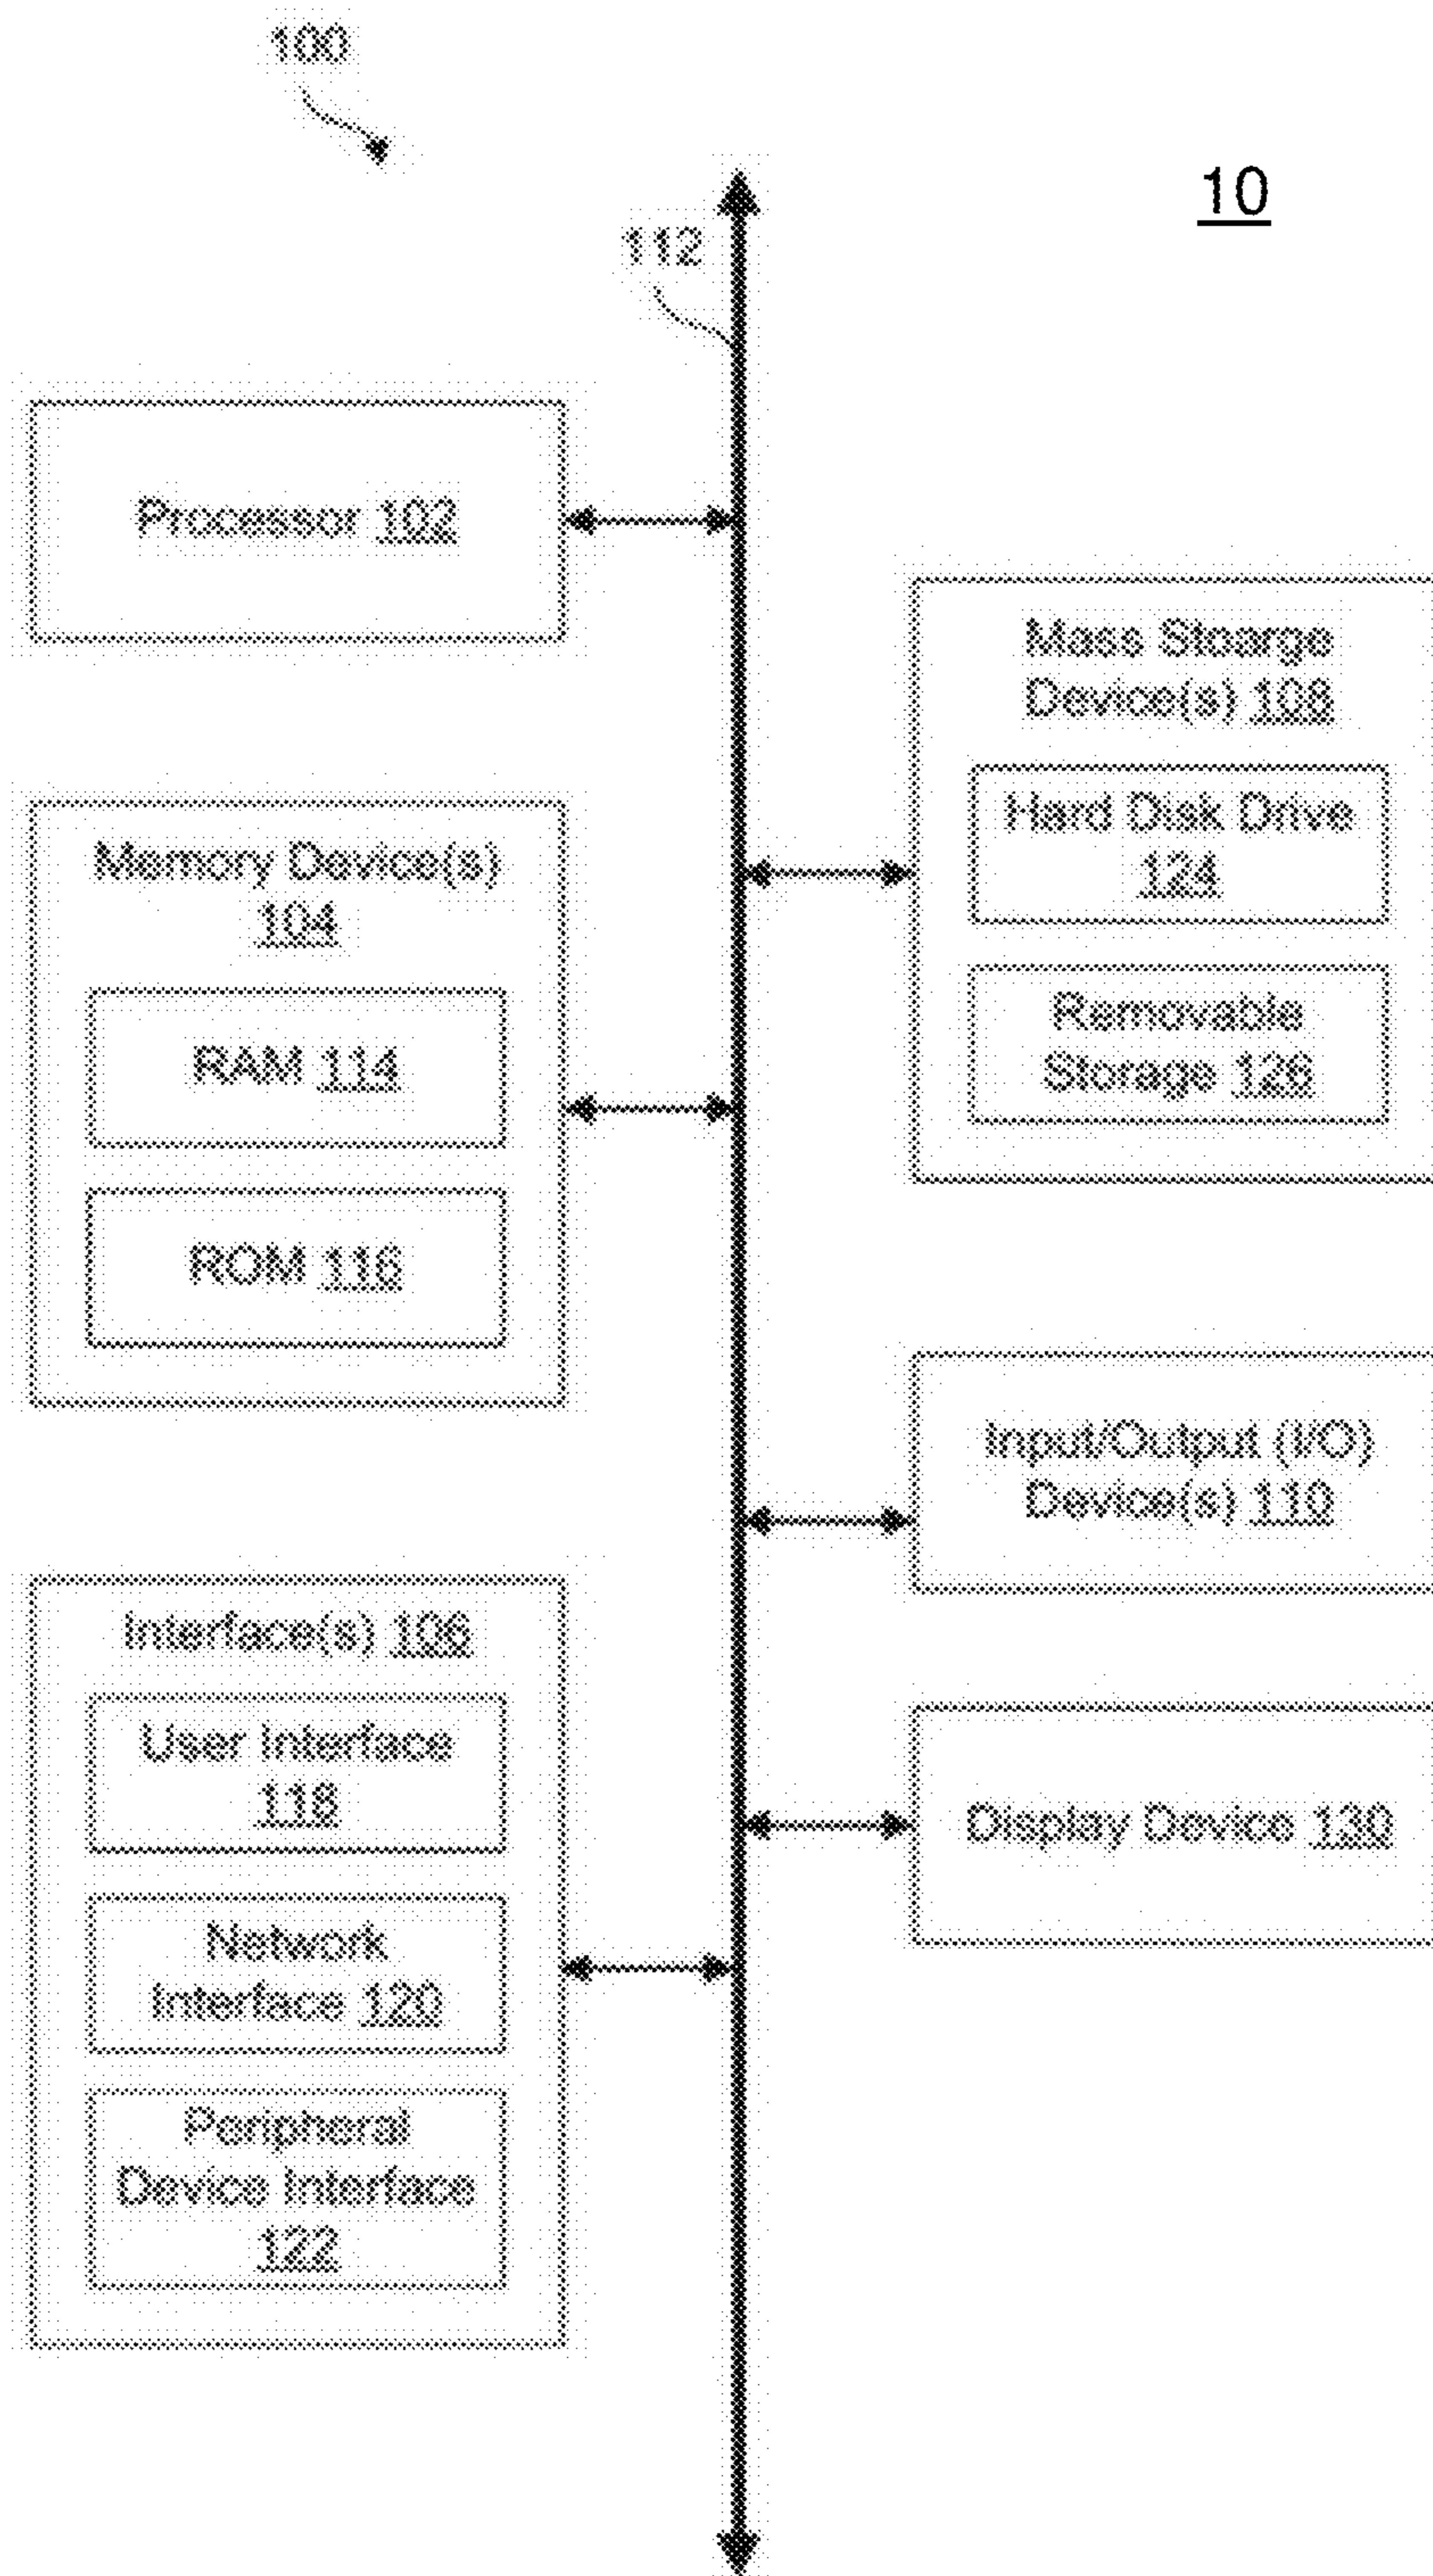 100
10
112
Processor 102
Mass Stoarge
Device(s) 108
Hard Disk Drive
124
Removable
Storage 126
Memory Device(s)
104
RAM 114
ROM 116
Input/Output (I/O)
Device(s) 110
Interface(s) 106
User Interface
118
Network
Interface 120
Peripheral
Device Interface
122
Display Device 130